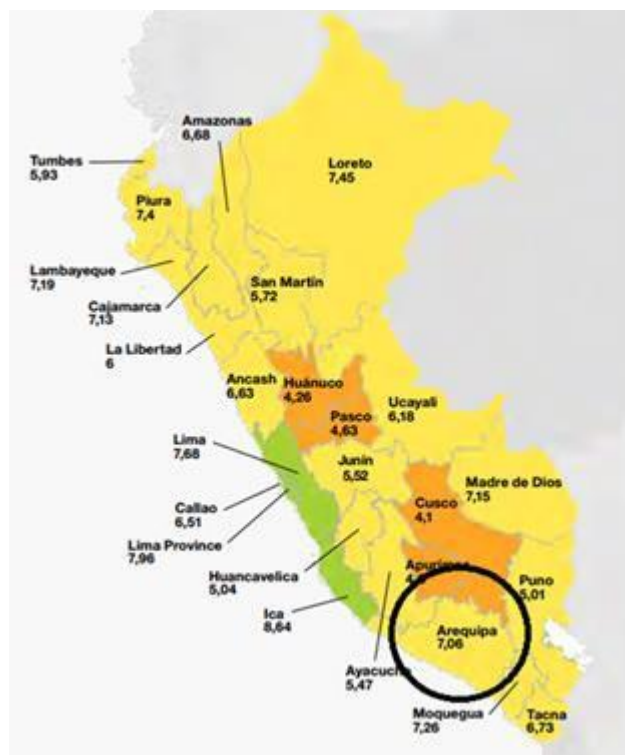 Amazonas
6,68
Tumbes
5,93
Loreto
7,45
Piura
7,4
Lambayeque
7,19
San Martín
5,72
Cajamarca
7,13
La Libertad
6
Ancash
6,63
Huánuco
4,26
Ucayali
6,18
Pasco
4,63
Lima
7,68
Junín
5,52
Madre de Dios
7,15
Cusco
4,1
Callao
6,51
Lima Province
7,96
Huancavelica
5,04
Puno
5,01
Ica
8,64
Arequipa
7,06
5,47
Moquegua
7,26
Tacna
6,73